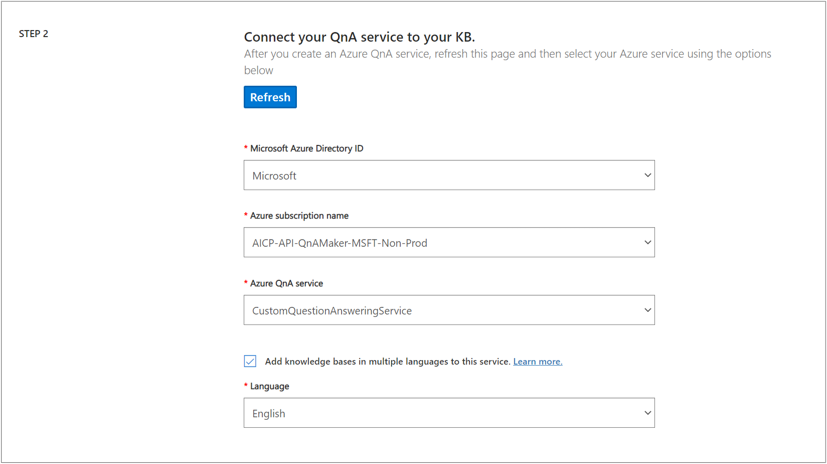 STEP 2
Connect your QnA service to your KB.
After you create an Azure QnA service, refresh this page and then select your Azure service using the options
below
Refresh
* Microsoft Azure Directory ID
Microsoft
* Azure subscription name
AICP-API-QnAMaker-MSFT-Non-Prod
* Azure QnA service
CustomQuestionAnsweringService
Add knowledge bases in multiple languages to this service. Learn more.
* Language
English